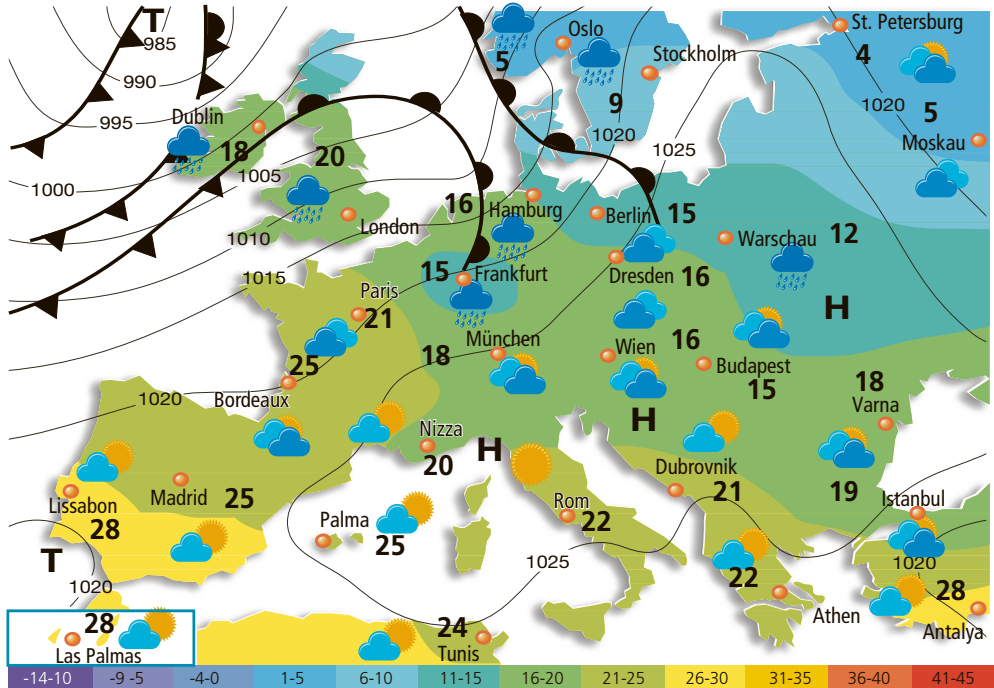 T
985
990
995
1000
1005
1010
1015
Dublin
18
20
London
5
Oslo
Stockholm
9
1020
1025
St. Petersburg
4
1020
5
Moskau
16
Hamburg
Berlin
15
Warschau
12
15
Frankfurt
Dresden
16
H
Paris
21
25
18
München
Wien
16
Budapest
15
18
Varna
1020
Bordeaux
Nizza
20
H
H
Dubrovnik
21
19
Istanbul
Lissabon
28
Madrid
25
Palma
25
Rom
22
T
1020
1025
22
Athen
1020
28
Antalya
28
Las Palmas
24
Tunis
-14-10 -9 -5 -4-0 1-5 6-10 11-15 16-20 21-25 26-30 31-35 36-40 41-45